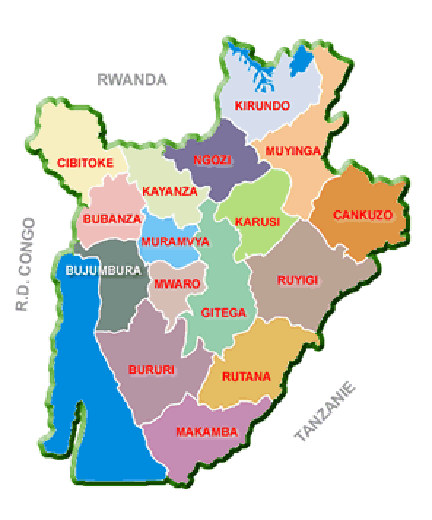 RWANDA
KIRUNDO
MUYINGA
NGOZI
CIBITOKE
KAYANZA
BUBANZA
KARUSI
CANKUZO
MURAMVYA
R.D. CONGO
BUJUMBURA
MWARO
RUYIGI
GITEGA
BURURI
RUTANA
TANZANIE
MAKAMBA